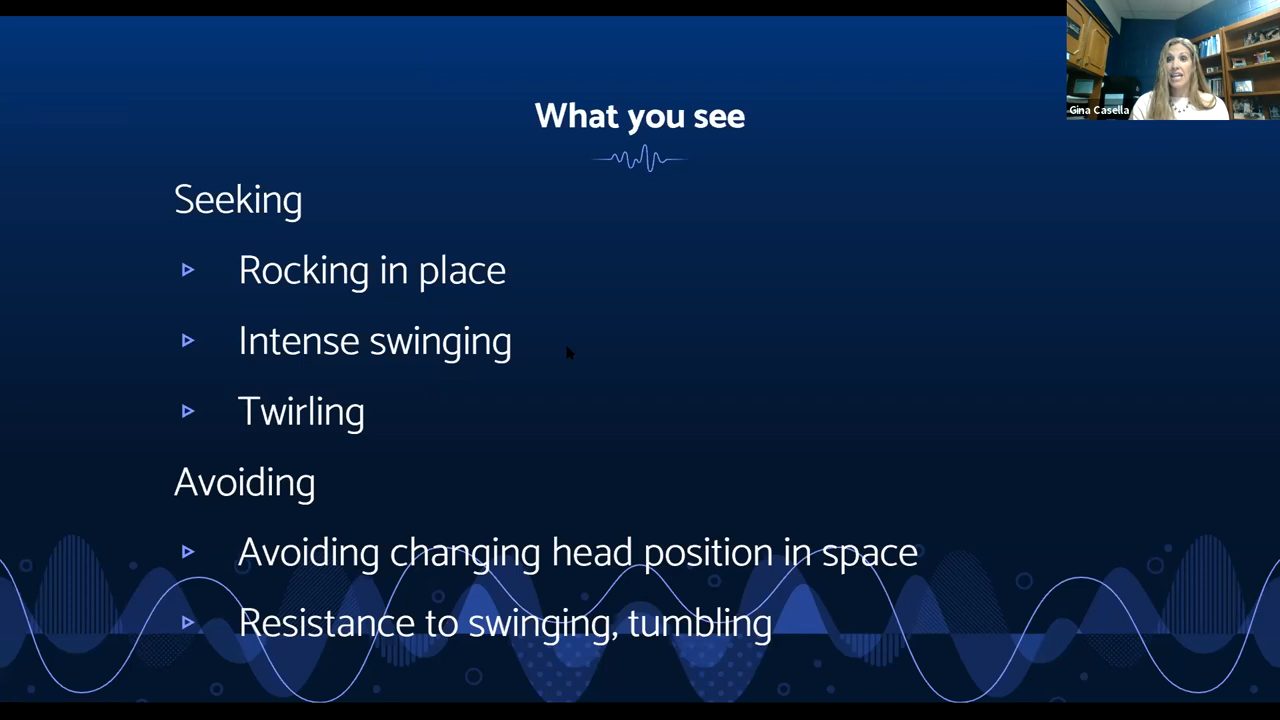 What you see
Gina Casella
Seeking
Rocking in place
Intense swinging
Twirling
Avoiding
Avoiding changing head position in space
Resistance to swinging, tumbling